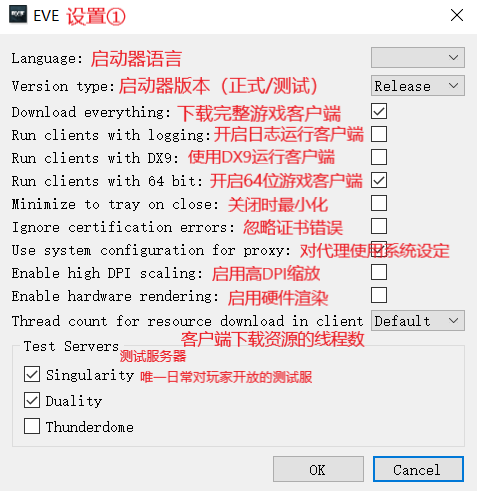 EVE 设置①
Language: 启动器语言
Version type: 启动器版本（正式/测试） Release
Download everything: 下载完整游戏客户端
Run clients with logging: 开启日志运行客户端
Run clients with DX9: 使用DX9运行客户端
Run clients with 64 bit: 开启64位游戏客户端
Minimize to tray on close: 关闭时最小化
Ignore certification errors: 忽略证书错误
Use system configuration for proxy: 对代理使用系统设定
Enable high DPI scaling: 启用高DPI缩放
Enable hardware rendering: 启用硬件渲染
Thread count for resource download in client Default
客户端下载资源的线程数
Test Servers
测试服务器
Singularity 唯一日常对玩家开放的测试服
Duality
Thunderdome
OK Cancel